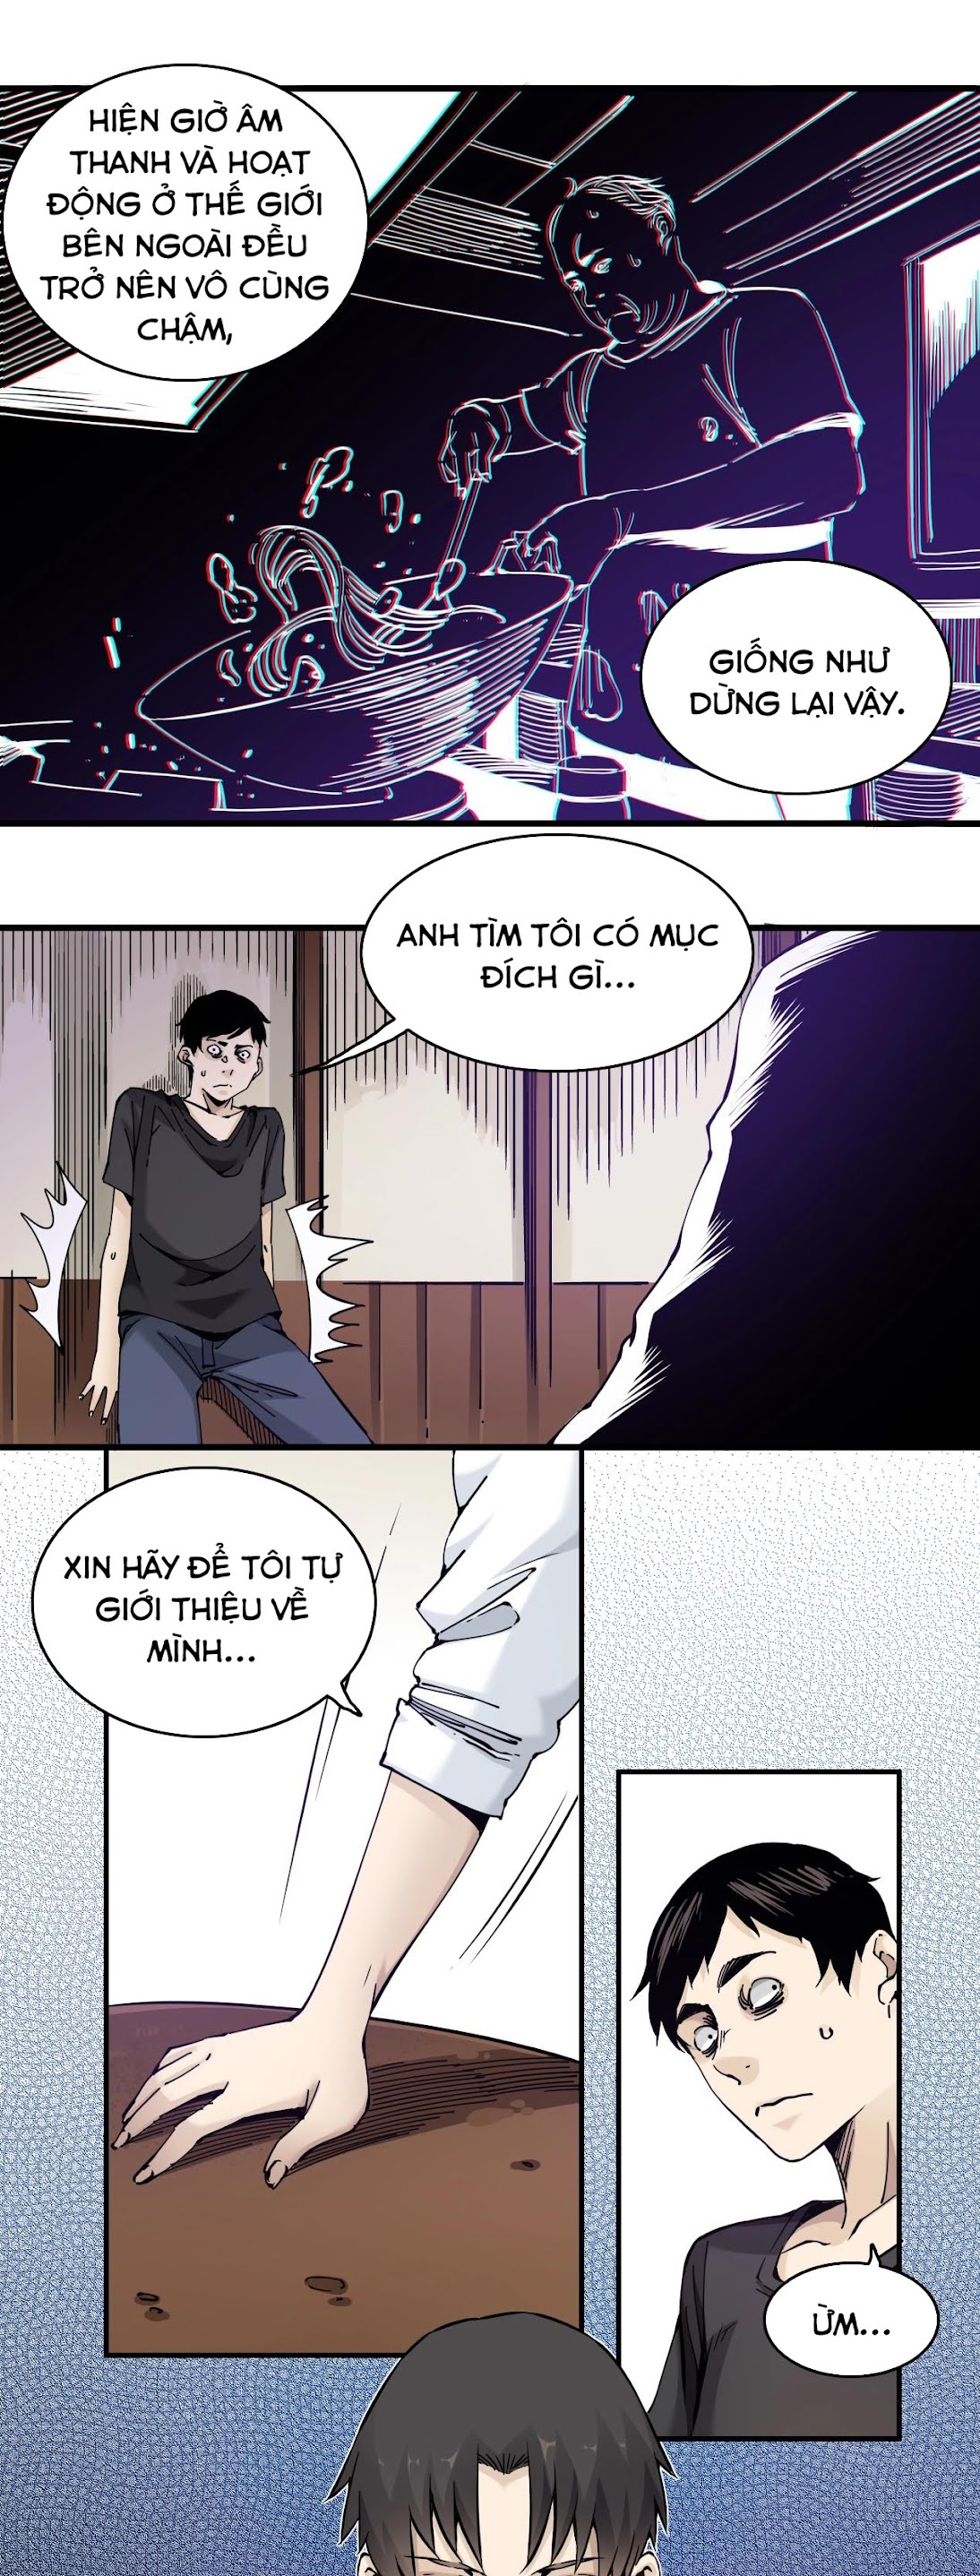 HIỆN GIỜ ÂM
THANH VÀ HOẠT
ĐỘNG Ở THẾ GIỚI
BÊN NGOÀI ĐỀU
TRỞ NÊN VÔ CÙNG
CHẬM,
GIỐNG NHƯ
DỪNG LẠI VẬY.
ANH TÌM TÔI CÓ MỤC
ĐÍCH GÌ...
XIN HÃY ĐỂ TÔI TỰ
GIỚI THIỆU VỀ
MÌNH...
ỪM...